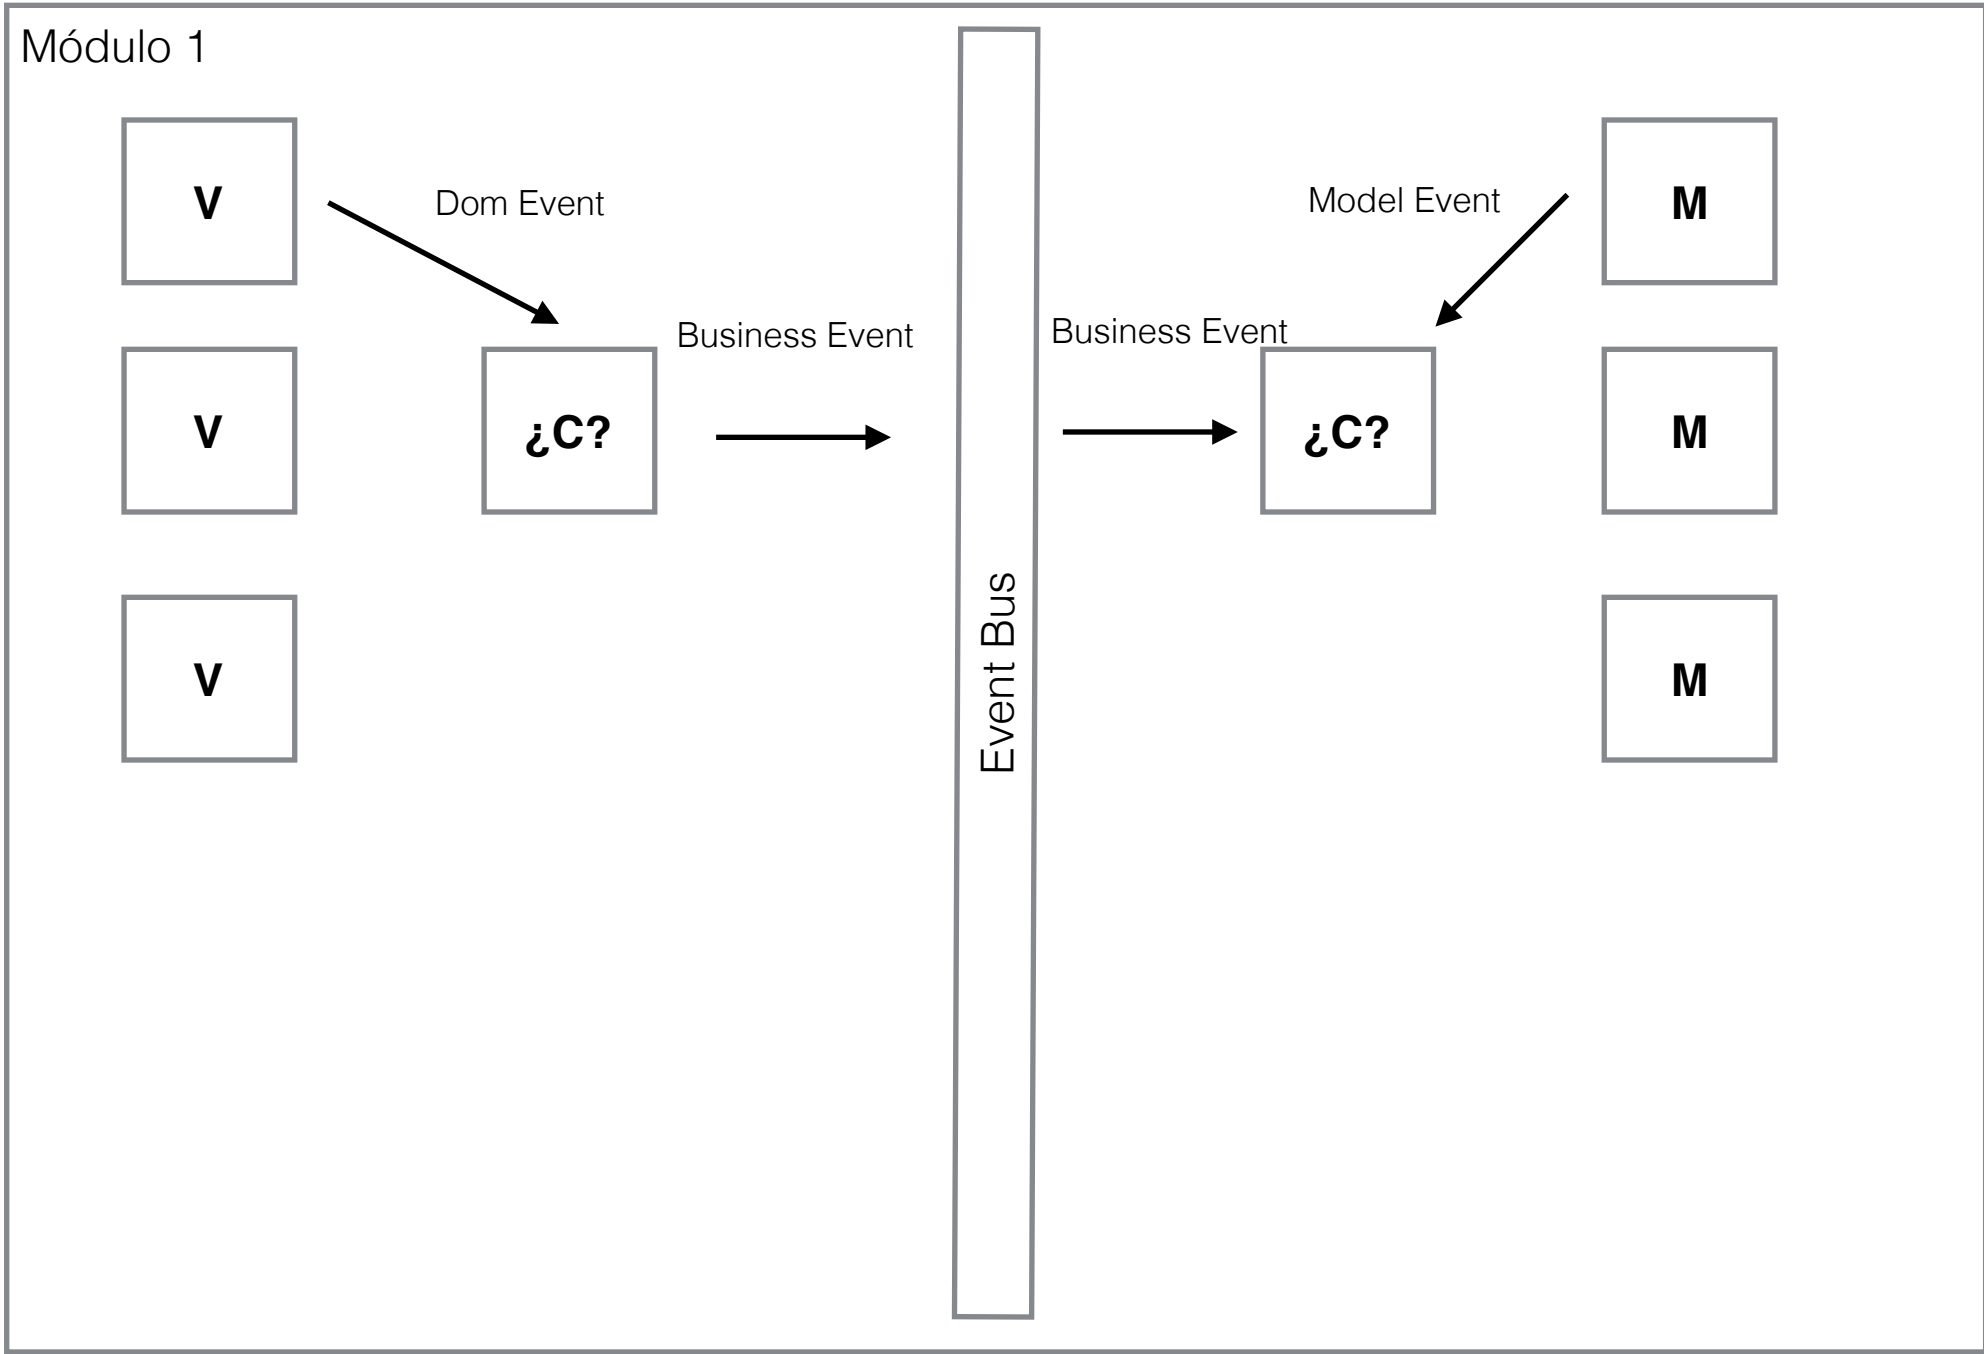 Módulo 1
V
Dom Event
Model Event
M
Business Event
Business Event
V
¿C?
¿C?
M
Event Bus
V
M